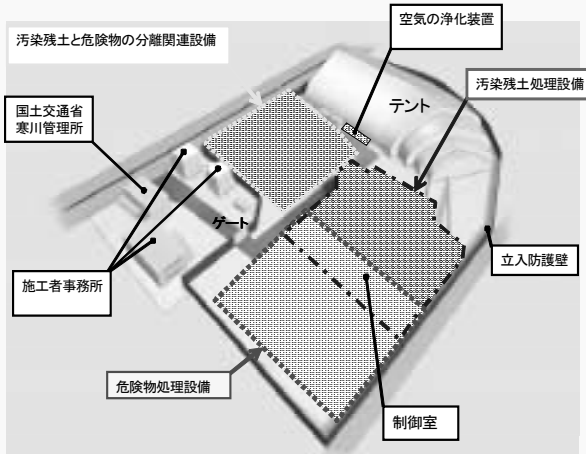 空気の浄化装置
汚染残土と危険物の分離関連設備
汚染残土処理設備
テント
国土交通省
寒川管理所
ゲート
立入防護壁
施工者事務所
危険物処理設備
制御室